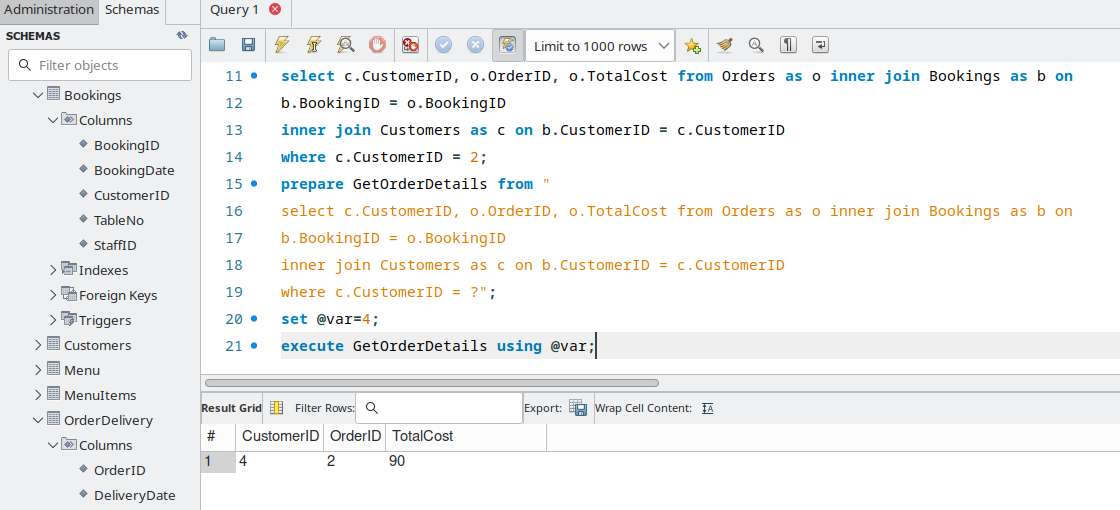 Administration Schemas
SCHEMAS
Filter objects
Bookings
Columns
BookingID
BookingDate
CustomerID
TableNo
StaffID
Indexes
Foreign Keys
Triggers
Customers
Menu
MenuItems
OrderDelivery
Columns
OrderID
DeliveryDate
Query 1
Limit to 1000 rows
11 select c.CustomerID, o.OrderID, o.TotalCost from Orders as o inner join Bookings as b on
12 b.BookingID = o.BookingID
13 inner join Customers as c on b.CustomerID = c.CustomerID
14 where c.CustomerID = 2;
15 prepare GetOrderDetails from "
16 select c.CustomerID, o.OrderID, o.TotalCost from Orders as o inner join Bookings as b on
17 b.BookingID = o.BookingID
18 inner join Customers as c on b.CustomerID = c.CustomerID
19 where c.CustomerID = ?";
20 set @var=4;
21 execute GetOrderDetails using @var;
Result Grid Filter Rows: Export: Wrap Cell Content:
# CustomerID OrderID TotalCost
1 4 2 90